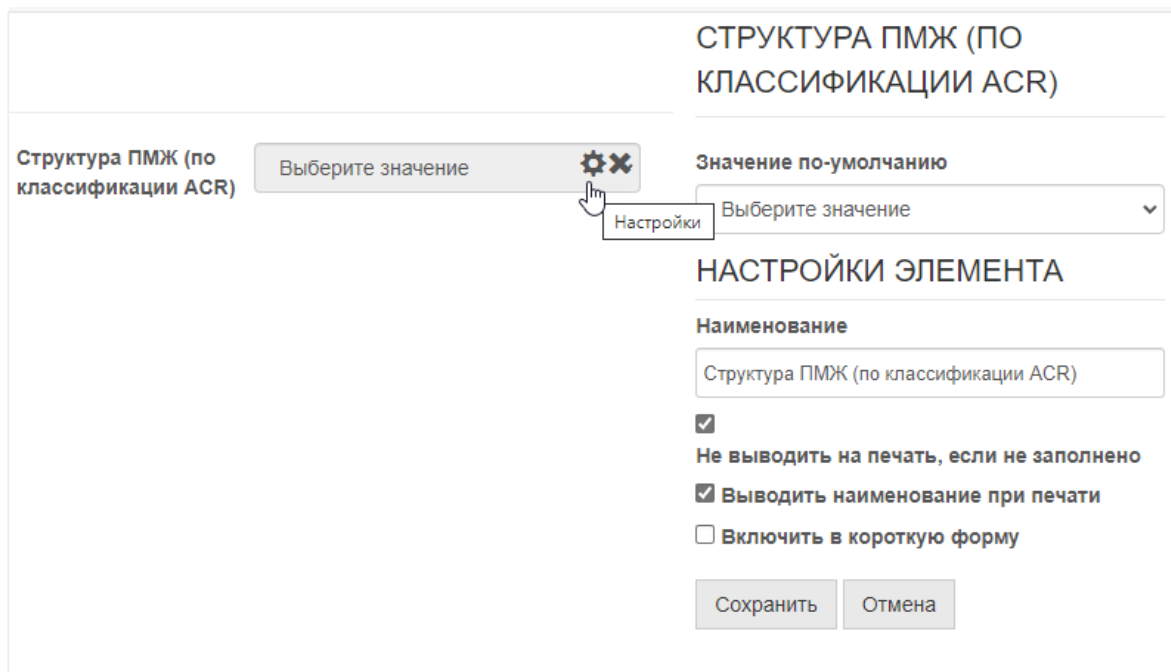 Структура ПМЖ (по
классификации ACR)
Выберите значение
Настройки
СТРУКТУРА ПМЖ (ПО
КЛАССИФИКАЦИИ ACR)
Значение по-умолчанию
Выберите значение
НАСТРОЙКИ ЭЛЕМЕНТА
Наименование
Структура ПМЖ (по классификации ACR)
Не выводить на печать, если не заполнено
Выводить наименование при печати
Включить в короткую форму
Сохранить
Отмена